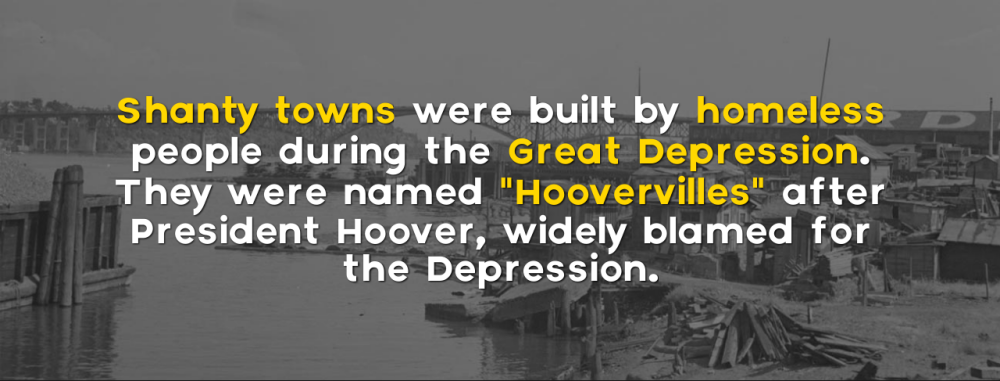 Shanty towns were built by homeless
people during the Great Depression.
They were named "Hoovervilles" after
President Hoover, widely blamed for
the Depression.
RD